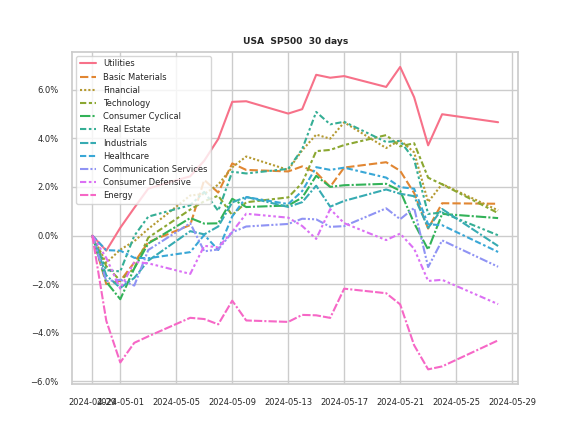 USA SP500 30 days
Utilities
Basic Materials
Financial
Technology
Consumer Cyclical
Real Estate
Industrials
Healthcare
Communication Services
Consumer Defensive
Energy
6.0%
4.0%
2.0%
0.0%
−2.0%
−4.0%
−6.0%
2024-04-29 2024-05-01 2024-05-05 2024-05-09 2024-05-13 2024-05-17 2024-05-21 2024-05-25 2024-05-29